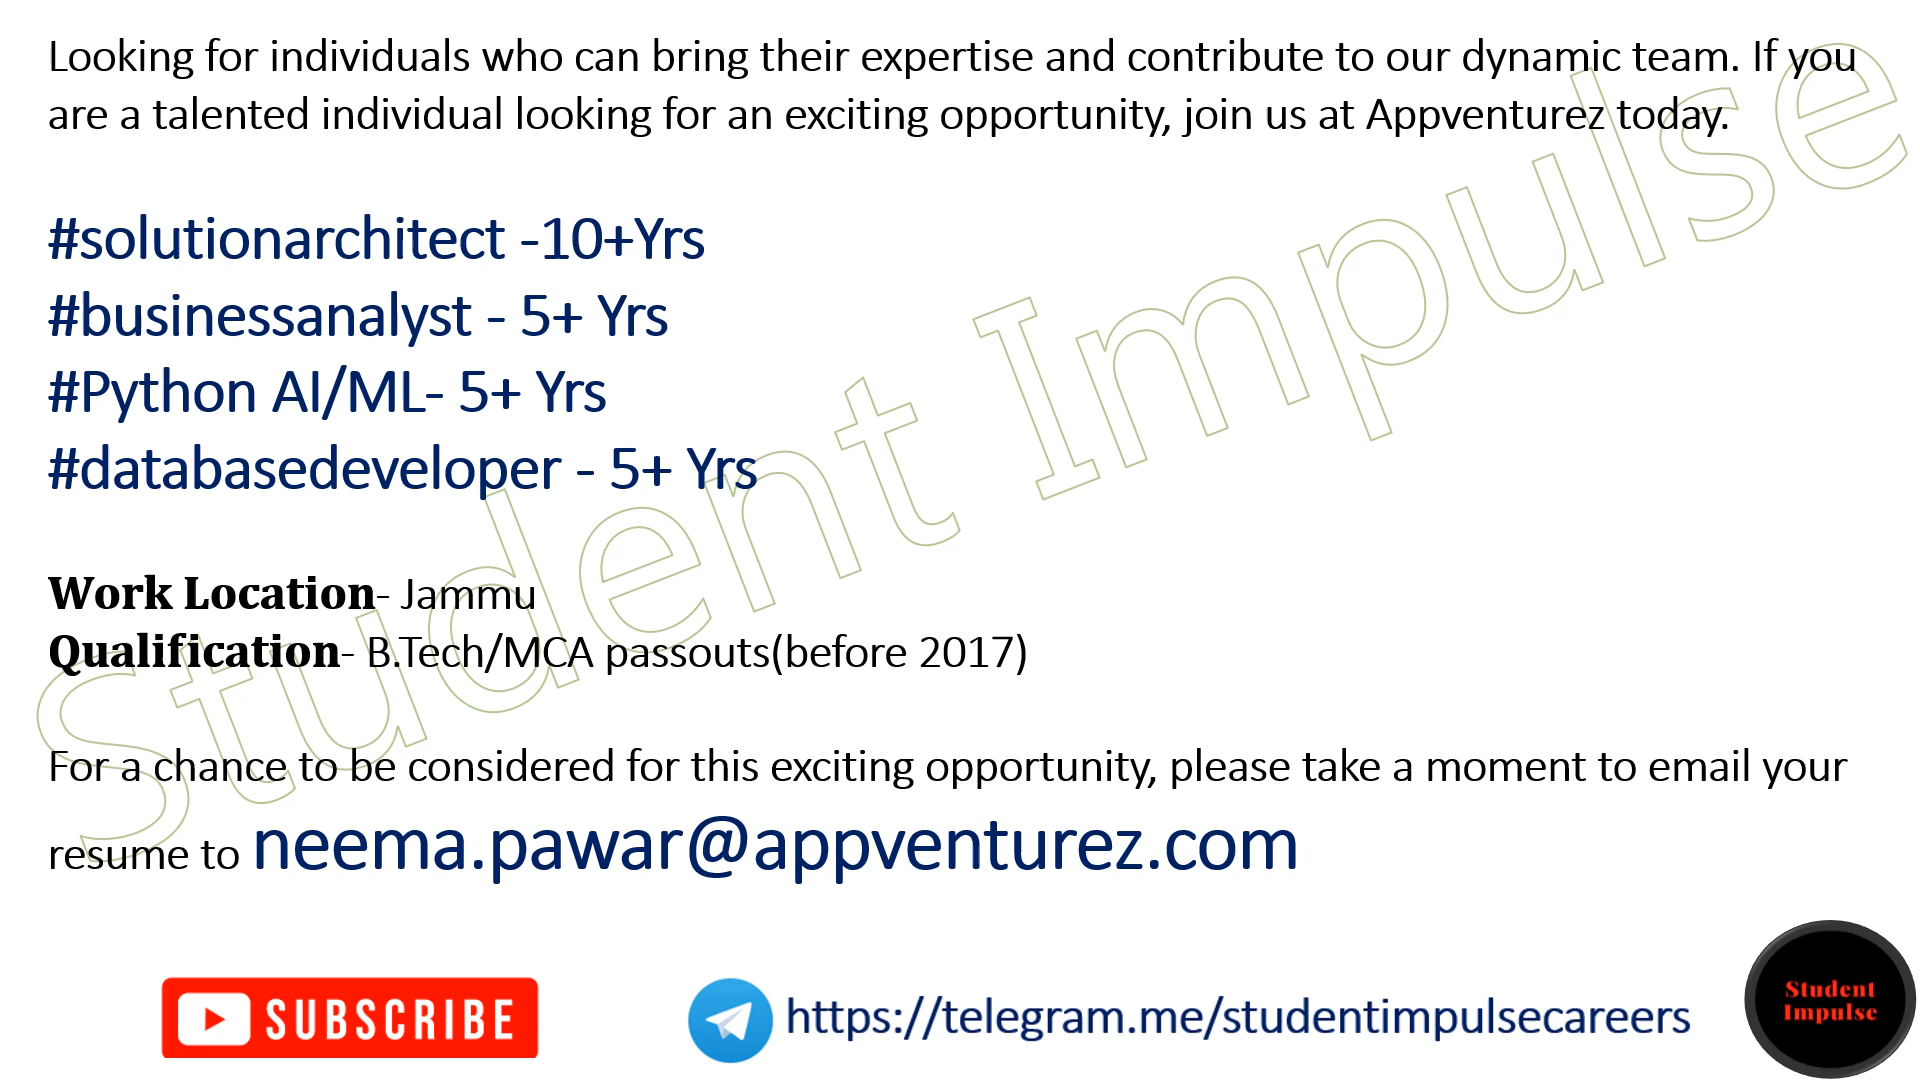 Looking for individuals who can bring their expertise and contribute to our dynamic team. If you
are a talented individual looking for an exciting opportunity, join us at Appventurez today.
#solutionarchitect -10+Yrs
#businessanalyst - 5+ Yrs
#Python AI/ML- 5+ Yrs
#databasedeveloper - 5+ Yrs
Work Location- Jammu
Qualification- B.Tech/MCA passouts(before 2017)
For a chance to be considered for this exciting opportunity, please take a moment to email your
resume to neema.pawar@appventurez.com
Student Impulse
SUBSCRIBE
https://telegram.me/studentimpulsecareers
Student
Impulse